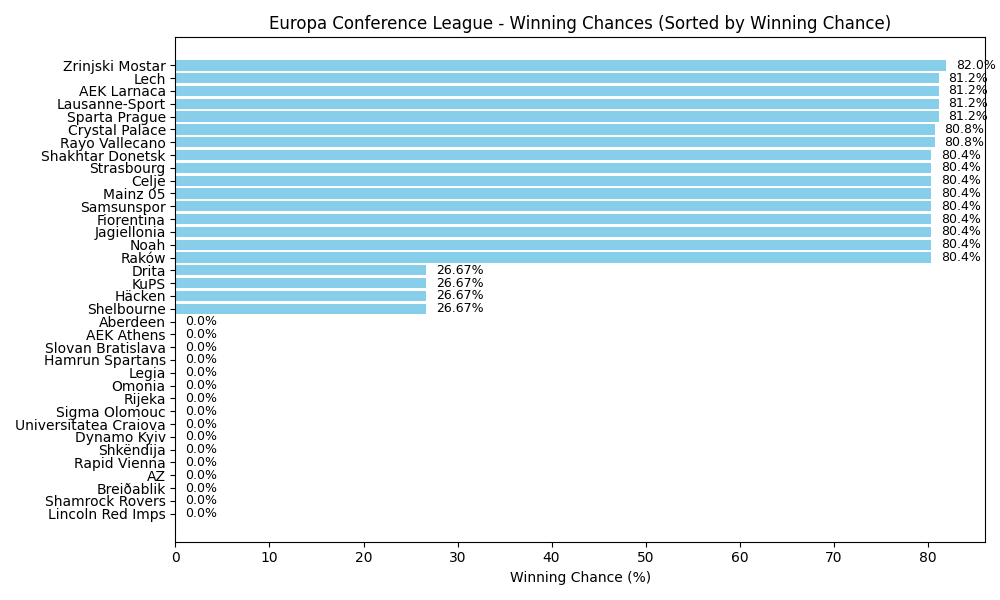 Europa Conference League - Winning Chances (Sorted by Winning Chance)
Zrinjski Mostar 82.0%
Lech 81.2%
AEK Larnaca 81.2%
Lausanne-Sport 81.2%
Sparta Prague 81.2%
Crystal Palace 80.8%
Rayo Vallecano 80.8%
Shakhtar Donetsk 80.4%
Strasbourg 80.4%
Celje 80.4%
Mainz 05 80.4%
Samsunspor 80.4%
Fiorentina 80.4%
Jagiellonia 80.4%
Noah 80.4%
Raków 80.4%
Drita 26.67%
KuPS 26.67%
Häcken 26.67%
Shelbourne 26.67%
Aberdeen 0.0%
AEK Athens 0.0%
Slovan Bratislava 0.0%
Hamrun Spartans 0.0%
Legia 0.0%
Omonia 0.0%
Rijeka 0.0%
Sigma Olomouc 0.0%
Universitatea Craiova 0.0%
Dynamo Kyiv 0.0%
Shkëndija 0.0%
Rapid Vienna 0.0%
AZ 0.0%
Breiðablik 0.0%
Shamrock Rovers 0.0%
Lincoln Red Imps 0.0%
0 10 20 30 40 50 60 70 80
Winning Chance (%)